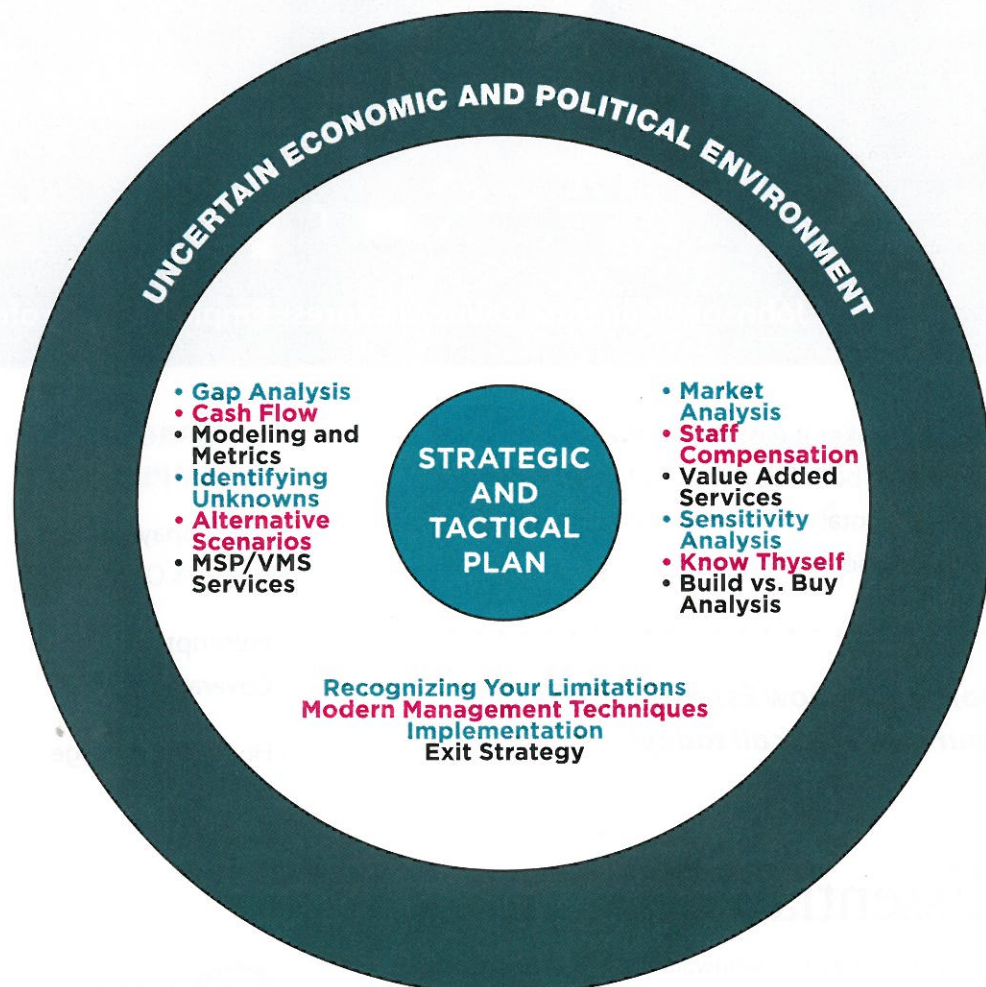 UNCERTAIN ECONOMIC AND POLITICAL ENVIRONMENT
• Gap Analysis
• Cash Flow
• Modeling and
Metrics
• Identifying
Unknowns
• Alternative
Scenarios
• MSP/VMS
Services
STRATEGIC
AND
TACTICAL
PLAN
• Market
Analysis
• Staff
Compensation
• Value Added
Services
• Sensitivity
Analysis
• Know Thyself
• Build vs. Buy
Analysis
Recognizing Your Limitations
Modern Management Techniques
Implementation
Exit Strategy